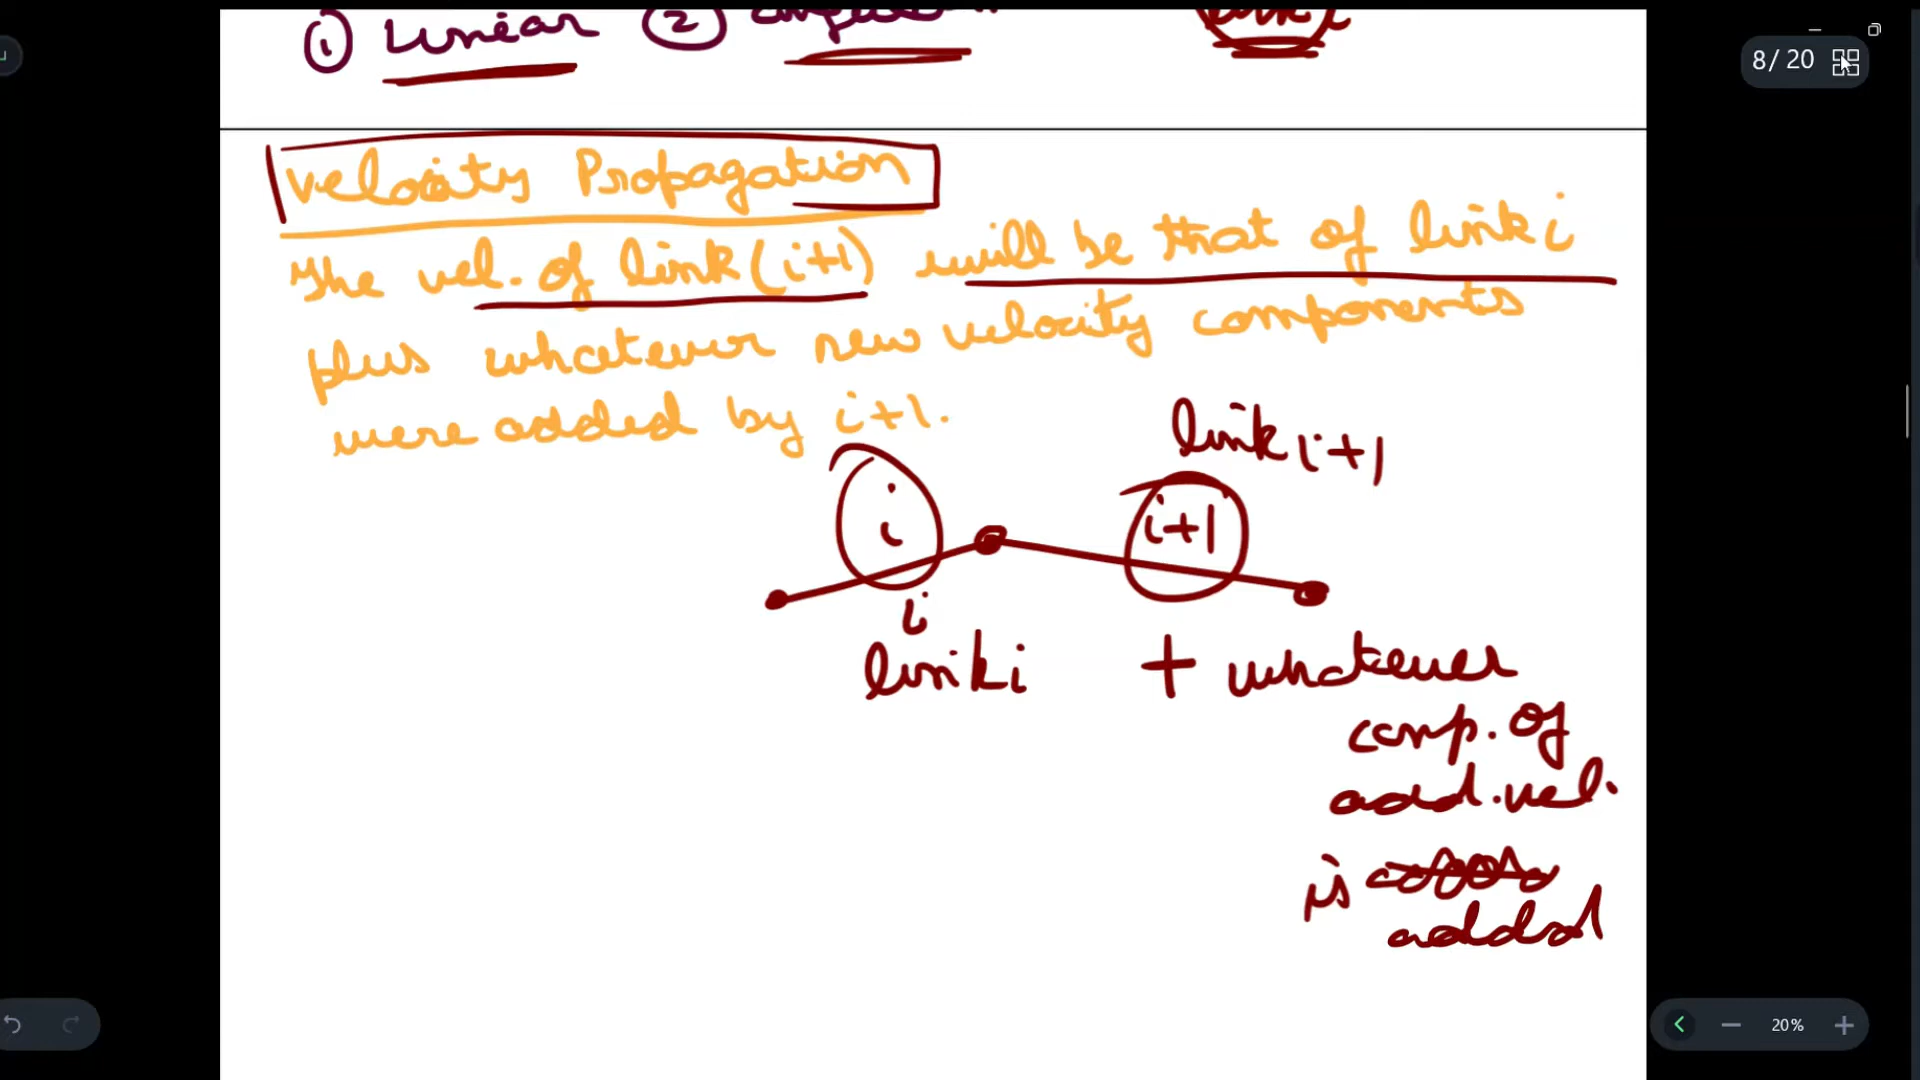 ① Linear ②
8/ 20
Velocity Propagation
The vel. of link (i+1) will be that of link i
plus whatever new velocity components
were added by i+1.
link i+1
i
i+1
i
link i + whatever
comp. of
add. vel.
is
added
20%